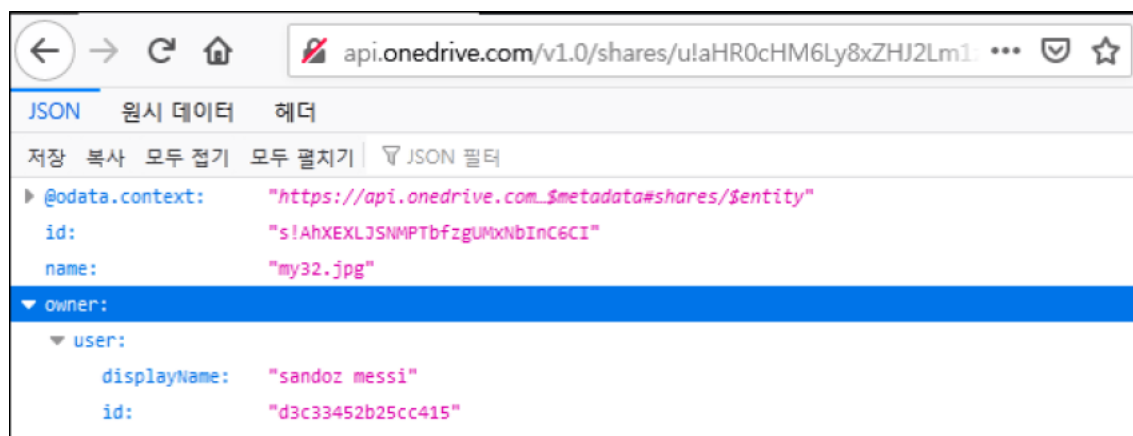 api.onedrive.com/v1.0/shares/u!aHR0cHM6Ly8xZHJ2Lm1
JSON 원시 데이터 헤더
저장 복사 모두 접기 모두 펼치기 JSON 필터
@odata.context: "https://api.onedrive.com…$metadata#shares/$entity"
id: "s!AhXEXLJSNMPTbfzgUMxNbInC6CI"
name: "my32.jpg"
owner:
user:
displayName: "sandoz messi"
id: "d3c33452b25cc415"